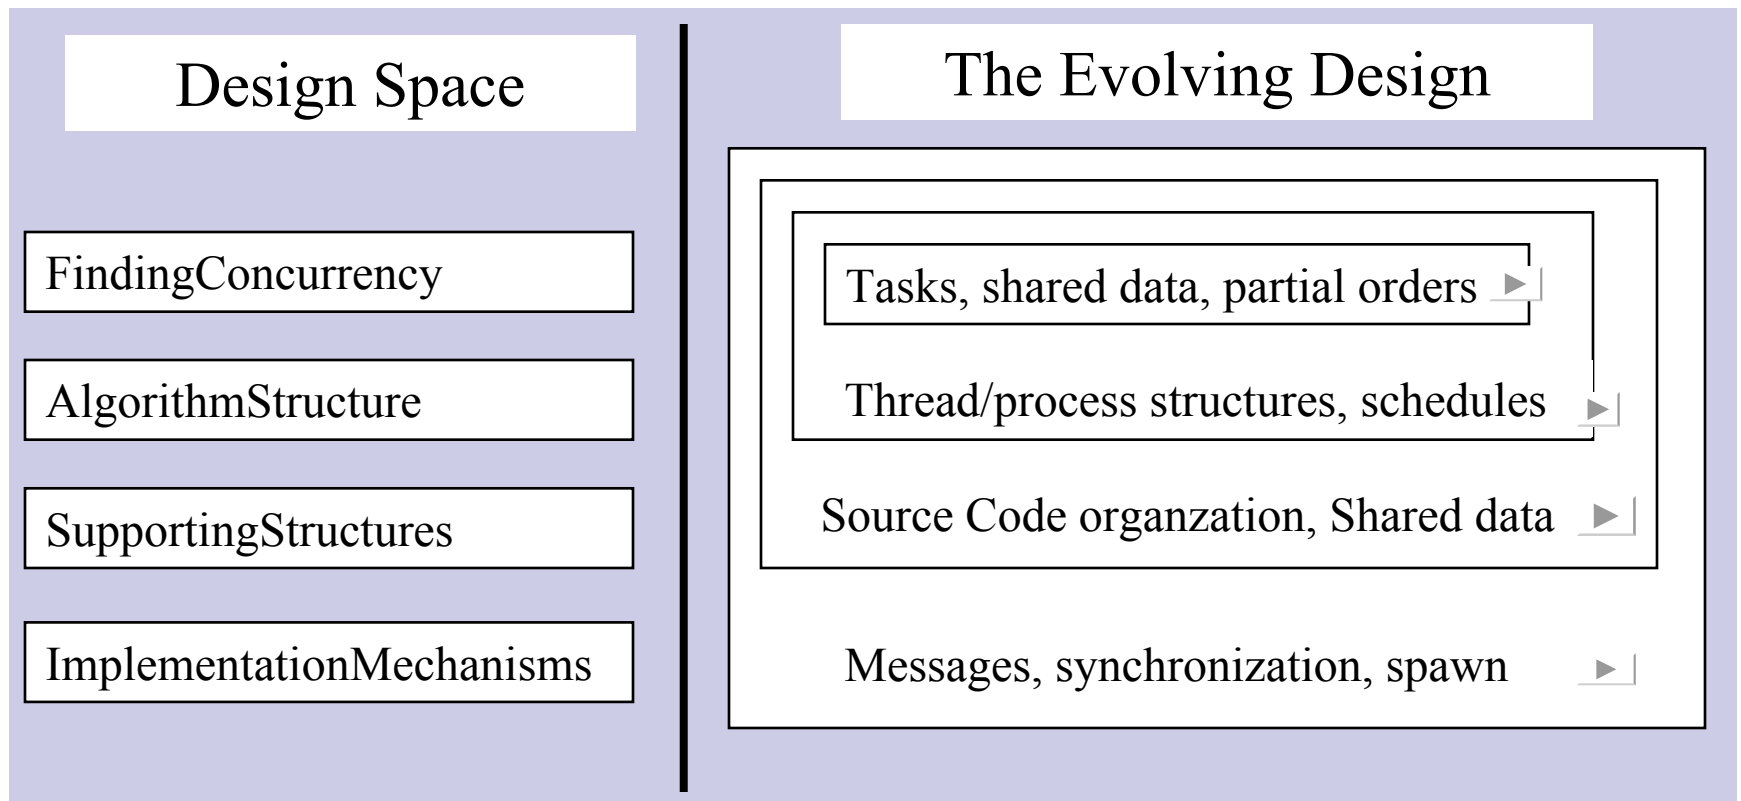 Design Space
FindingConcurrency
AlgorithmStructure
SupportingStructures
ImplementationMechanisms
The Evolving Design
Tasks, shared data, partial orders
Thread/process structures, schedules
Source Code organzation, Shared data
Messages, synchronization, spawn